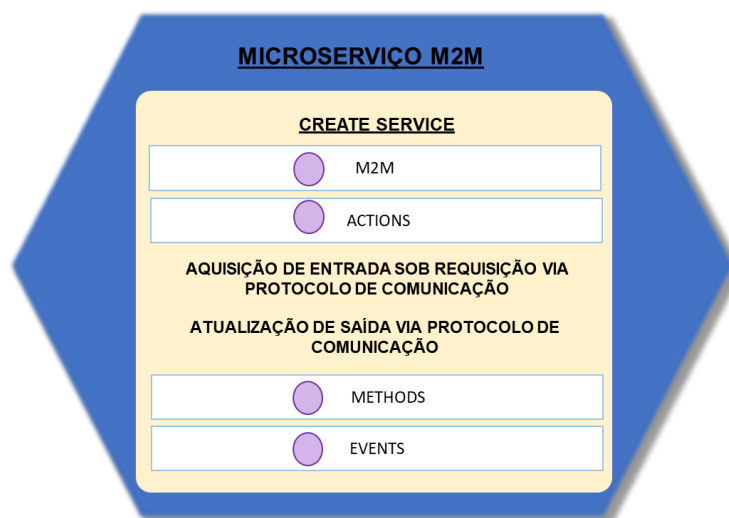 MICROSERVIÇO M2M
CREATE SERVICE
M2M
ACTIONS
AQUISIÇÃO DE ENTRADA SOB REQUISIÇÃO VIA
PROTOCOLO DE COMUNICAÇÃO
ATUALIZAÇÃO DE SAÍDA VIA PROTOCOLO DE
COMUNICAÇÃO
METHODS
EVENTS